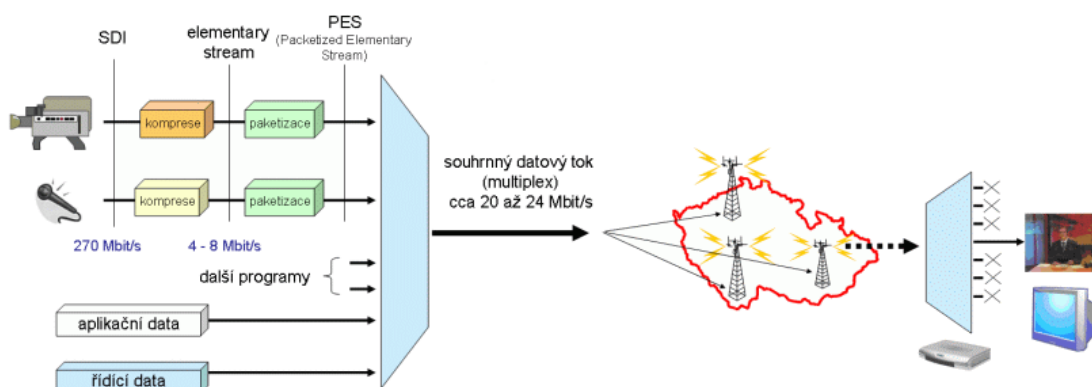 SDI
elementary
stream
PES
(Packetized Elementary
Stream)
komprese
paketizace
komprese
paketizace
270 Mbit/s
4 - 8 Mbit/s
další programy
aplikační data
řídící data
souhrnný datový tok
(multiplex)
cca 20 až 24 Mbit/s